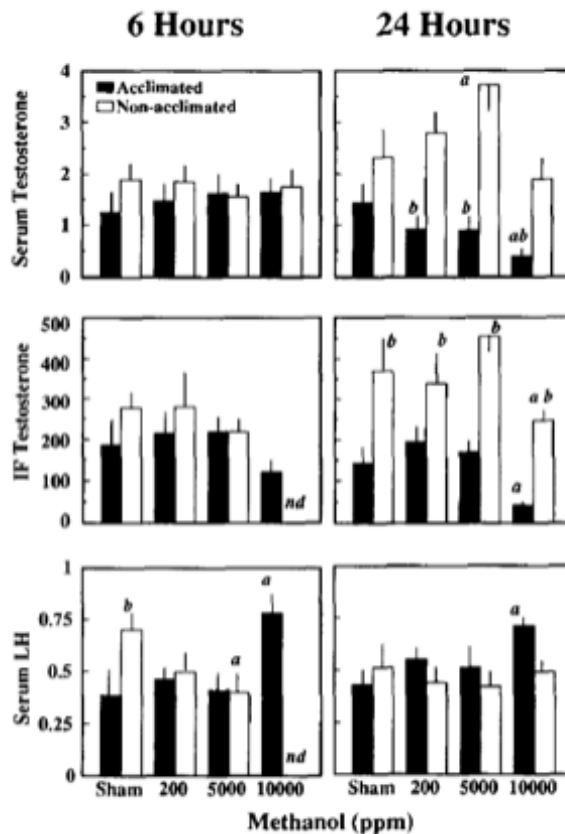 6 Hours 24 Hours
Serum Testosterone
4
3
2
1
0
Acclimated
Non-acclimated
b
b
a
ab
IF Testosterone
500
400
300
200
100
0
nd
b
b
b
a
a b
Serum LH
1
0.75
0.5
0.25
0
b
a
a
nd
a
Sham 200 5000 10000 Sham 200 5000 10000
Methanol (ppm)